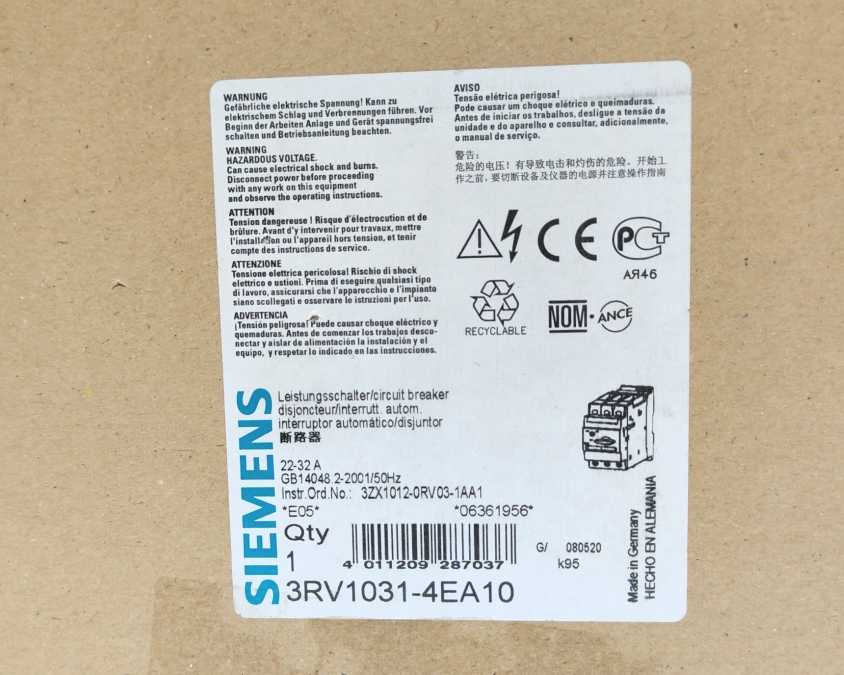 WARNUNG
Gefährliche elektrische Spannung! Kann zu
elektrischem Schlag und Verbrennungen führen. Vor
Beginn der Arbeiten Anlage und Gerät spannungsfrei
schalten und Betriebsanleitung beachten.
WARNING
HAZARDOUS VOLTAGE.
Can cause electrical shock and burns.
Disconnect power before proceeding
with any work on this equipment
and observe the operating instructions.
ATTENTION
Tension dangereuse ! Risque d'électrocution et de
brûlure. Avant d'y intervenir pour travaux, mettre
l'installation ou l'appareil hors tension, et tenir
compte des instructions de service.
ATTENZIONE
Tensione elettrica pericolosa! Rischio di shock
elettrico e ustioni. Prima di eseguire qualsiasi tipo
di lavoro, assicurarsi che l'apparecchio e l'impianto
siano scollegati e osservare le istruzioni per l'uso.
ADVERTENCIA
¡Tensión peligrosa! Puede causar choque eléctrico y
quemaduras. Antes de comenzar los trabajos desco-
nectar y aislar de alimentación la instalación y el
equipo, y respetar lo indicado en las instrucciones.
AVISO
Tensão elétrica perigosa!
Pode causar um choque elétrico e queimaduras.
Antes de iniciar os trabalhos, desligue a tensão da
unidade e do aparelho e consultar, adicionalmente,
o manual de serviço.
警告:
危险的电压! 有导致电击和灼伤的危险。开始工
作之前,要切断设备及仪器的电源并注意操作指南
CE
РСТ
АЯ46
RECYCLABLE
NOM·ANCE
SIEMENS
Leistungsschalter/circuit breaker
disjoncteur/interrutt. autom.
interruptor automático/disjuntor
断路器
22-32 A
GB14048.2-2001/50Hz
Instr.Ord.No.: 3ZX1012-0RV03-1AA1
*E05* *06361956*
Qty
1
4 011209 287037
G/ 080520
k95
3RV1031-4EA10
Made in Germany
HECHO EN ALEMANIA